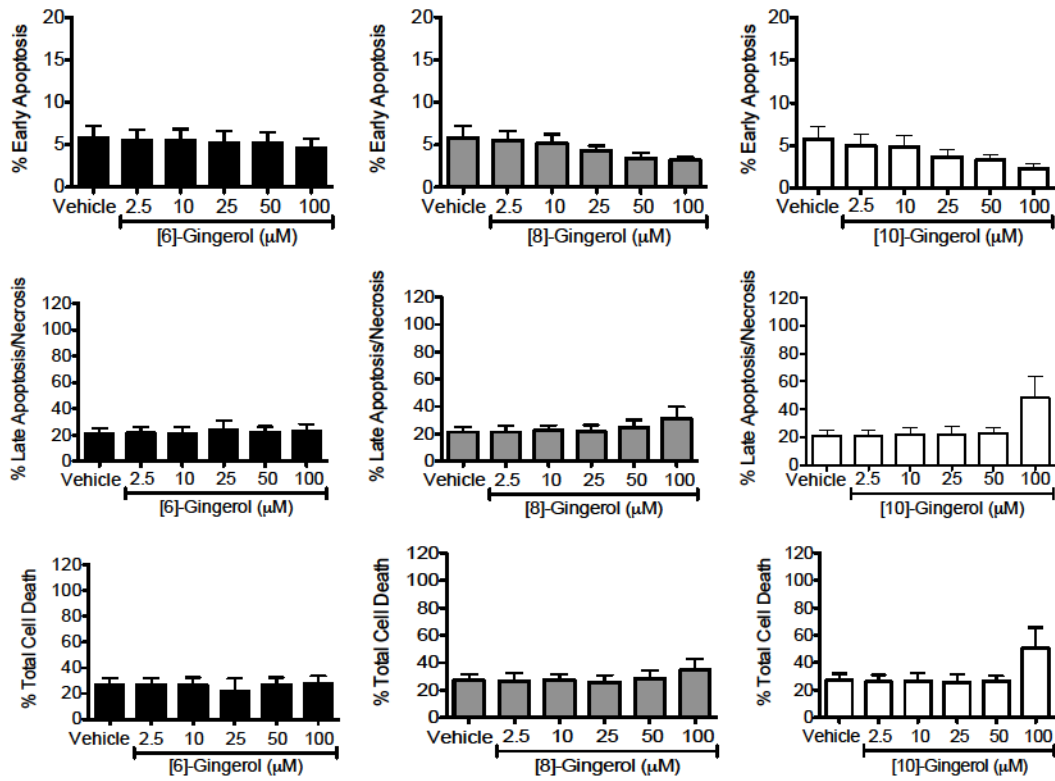 % Early Apoptosis
20
15
10
5
0
Vehicle 2.5 10 25 50 100
[6]-Gingerol (μM)
% Early Apoptosis
20
15
10
5
0
Vehicle 2.5 10 25 50 100
[8]-Gingerol (μM)
% Early Apoptosis
20
15
10
5
0
Vehicle 2.5 10 25 50 100
[10]-Gingerol (μM)
% Late Apoptosis/Necrosis
120
100
80
60
40
20
0
Vehicle 2.5 10 25 50 100
[6]-Gingerol (μM)
% Late Apoptosis/Necrosis
120
100
80
60
40
20
0
Vehicle 2.5 10 25 50 100
[8]-Gingerol (μM)
% Late Apoptosis/Necrosis
120
100
80
60
40
20
0
Vehicle 2.5 10 25 50 100
[10]-Gingerol (μM)
% Total Cell Death
120
100
80
60
40
20
0
Vehicle 2.5 10 25 50 100
[6]-Gingerol (μM)
% Total Cell Death
120
100
80
60
40
20
0
Vehicle 2.5 10 25 50 100
[8]-Gingerol (μM)
% Total Cell Death
120
100
80
60
40
20
0
Vehicle 2.5 10 25 50 100
[10]-Gingerol (μM)